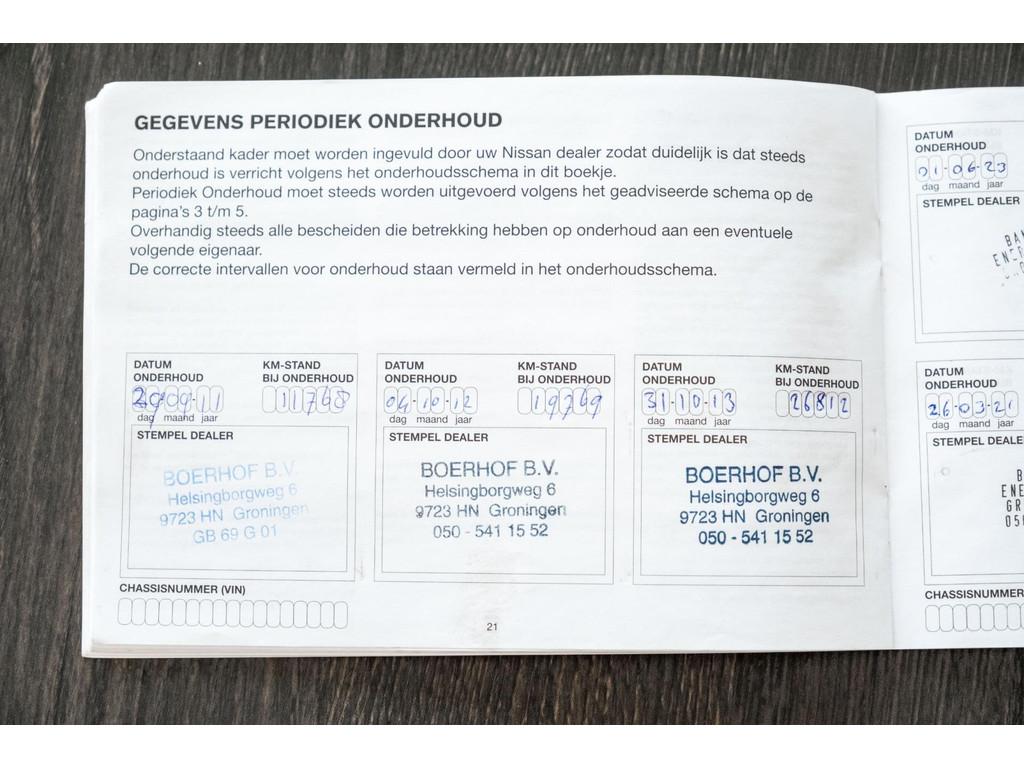 GEGEVENS PERIODIEK ONDERHOUD
Onderstaand kader moet worden ingevuld door uw Nissan dealer zodat duidelijk is dat steeds
onderhoud is verricht volgens het onderhoudsschema in dit boekje.
Periodiek Onderhoud moet steeds worden uitgevoerd volgens het geadviseerde schema op de
pagina's 3 t/m 5.
Overhandig steeds alle bescheiden die betrekking hebben op onderhoud aan een eventuele
volgende eigenaar.
De correcte intervallen voor onderhoud staan vermeld in het onderhoudsschema.
DATUM
ONDERHOUD
09-11
dag maand jaar
KM-STAND
BIJ ONDERHOUD
11768
STEMPEL DEALER
BOERHOF B.V.
Helsingborgweg 6
9723 HN Groningen
GB 69 G 01
CHASSISNUMMER (VIN)
DATUM
ONDERHOUD
04-10-12
dag maand jaar
KM-STAND
BIJ ONDERHOUD
19769
STEMPEL DEALER
BOERHOF B.V.
Helsingborgweg 6
9723 HN Groningen
050 - 541 15 52
DATUM
ONDERHOUD
31-10-13
dag maand jaar
KM-STAND
BIJ ONDERHOUD
26812
STEMPEL DEALER
BOERHOF B.V.
Helsingborgweg 6
9723 HN Groningen
050 - 541 15 52
21
DATUM
ONDERHOUD
01-06-23
dag maand jaar
STEMPEL DEALER
DATUM
ONDERHOUD
26-03-21
dag maand jaar
STEMPEL DEALE
B
ENE
GR
CHASSISNUMMER